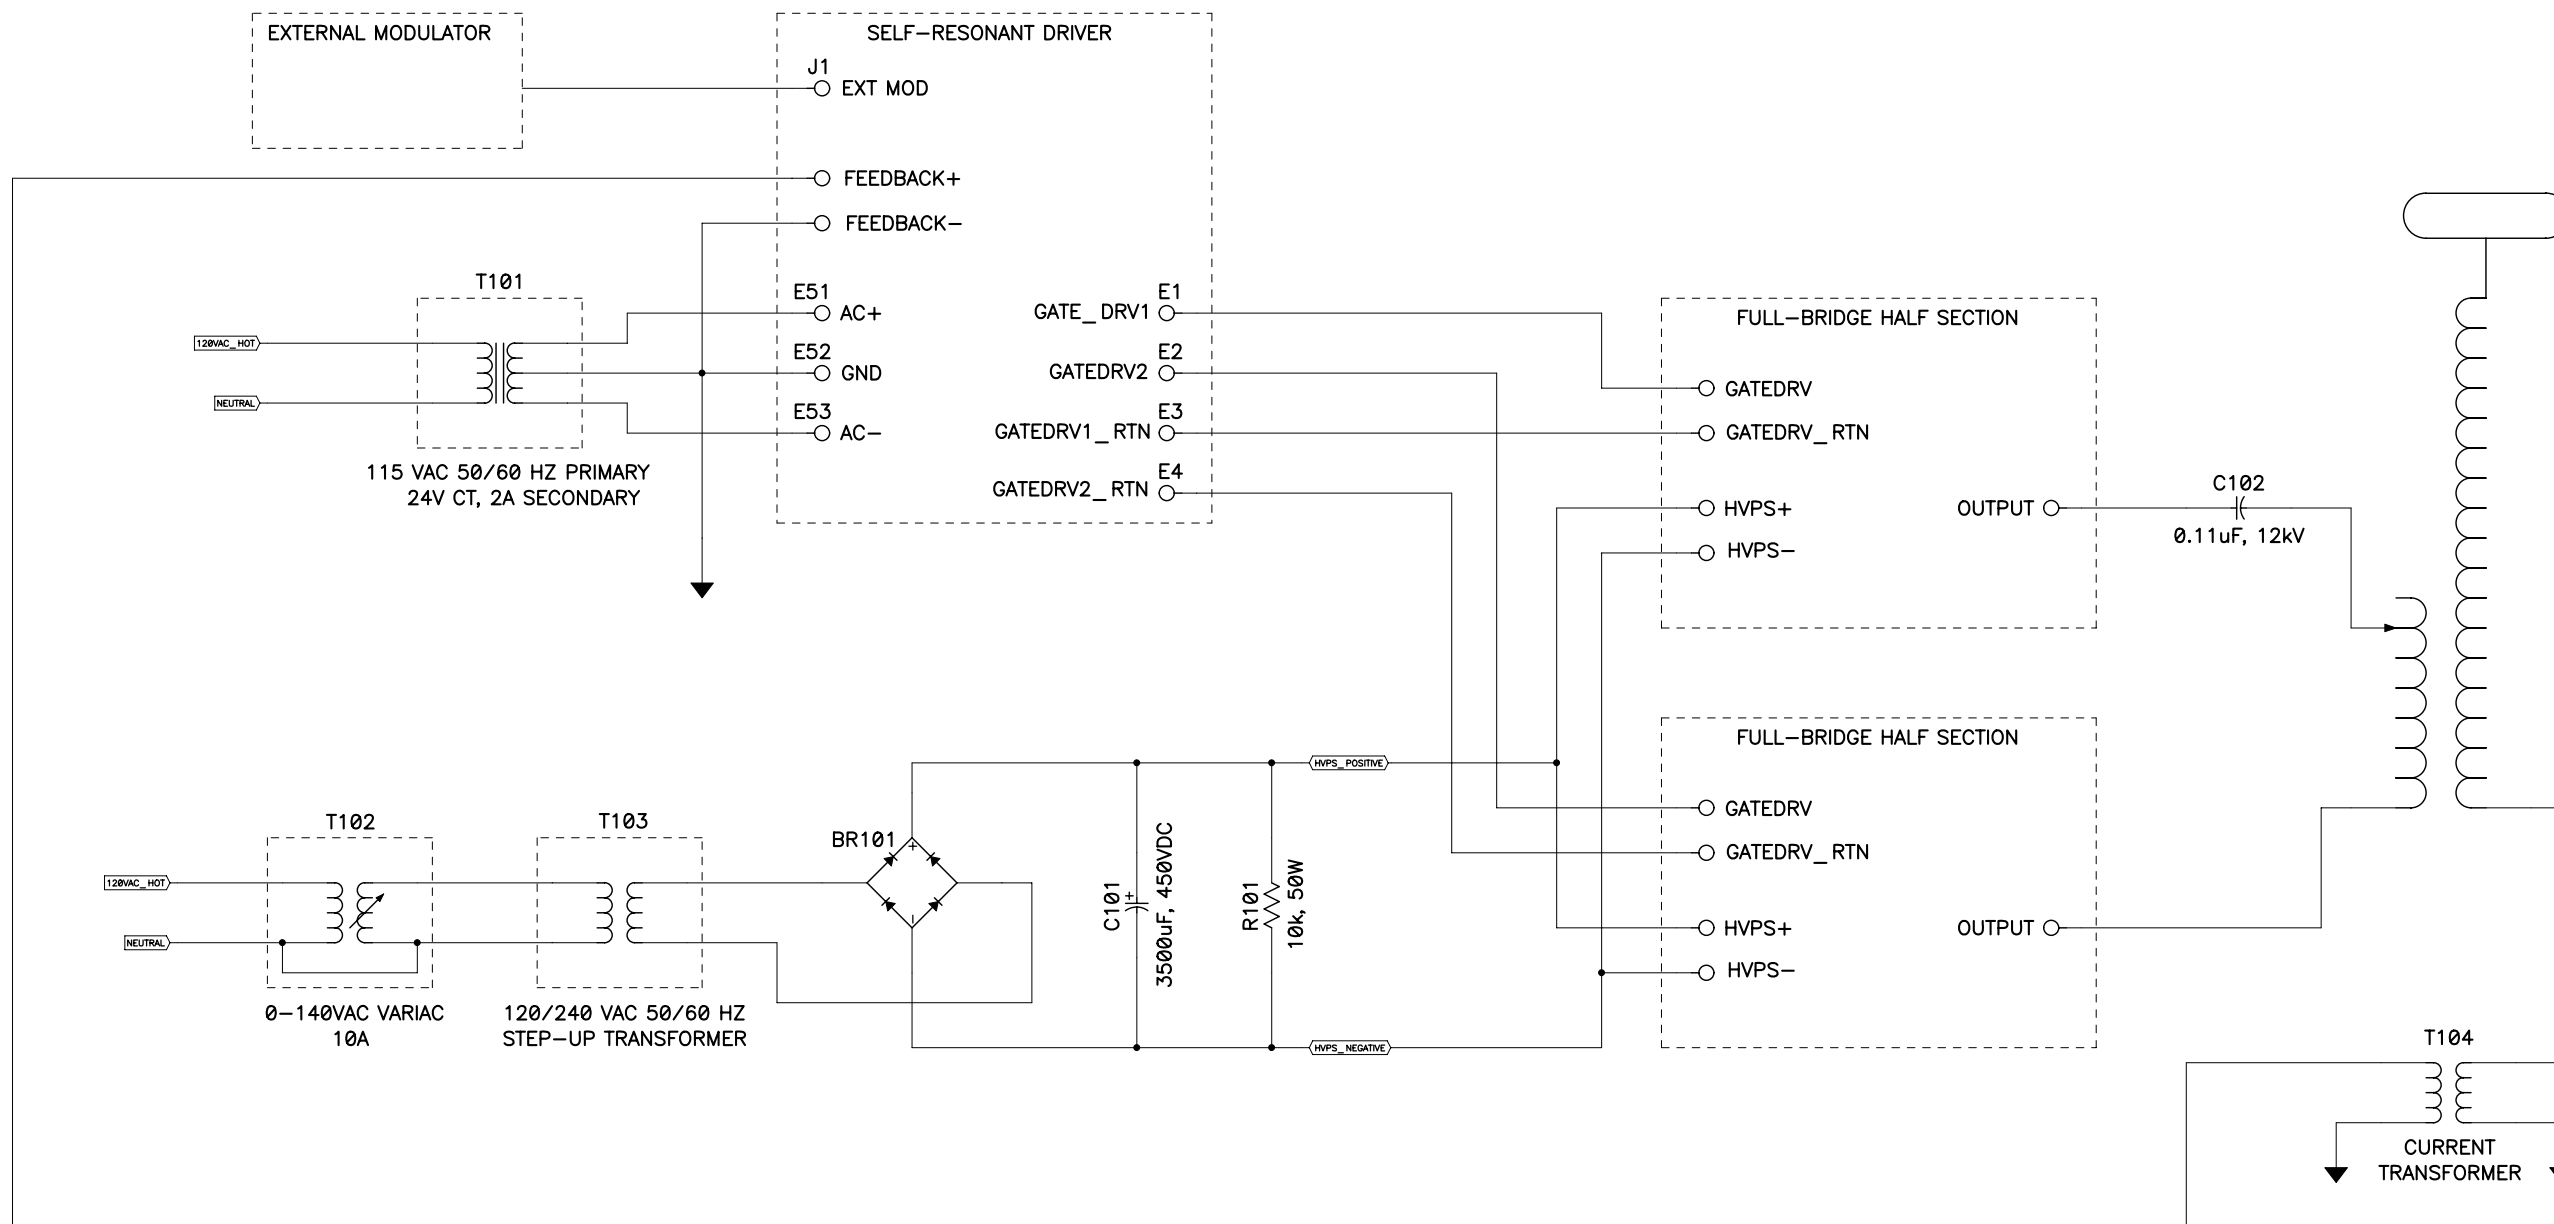 EXTERNAL MODULATOR
SELF-RESONANT DRIVER
J1
EXT MOD
FEEDBACK+
FEEDBACK-
T101
E51
AC+
E52
GND
E53
AC-
120VAC_HOT
NEUTRAL
115 VAC 50/60 HZ PRIMARY
24V CT, 2A SECONDARY
E1
GATE_DRV1
E2
GATEDRV2
E3
GATEDRV1_RTN
E4
GATEDRV2_RTN
FULL-BRIDGE HALF SECTION
GATEDRV
GATEDRV_RTN
HVPS+
HVPS-
OUTPUT
C102
0.11uF, 12kV
FULL-BRIDGE HALF SECTION
GATEDRV
GATEDRV_RTN
HVPS+
HVPS-
OUTPUT
T102
120VAC_HOT
NEUTRAL
0-140VAC VARIAC
10A
T103
120/240 VAC 50/60 HZ
STEP-UP TRANSFORMER
BR101
+
-
C101
+
3500uF, 450VDC
R101
10k, 50W
HVPS_POSITIVE
HVPS_NEGATIVE
T104
CURRENT
TRANSFORMER